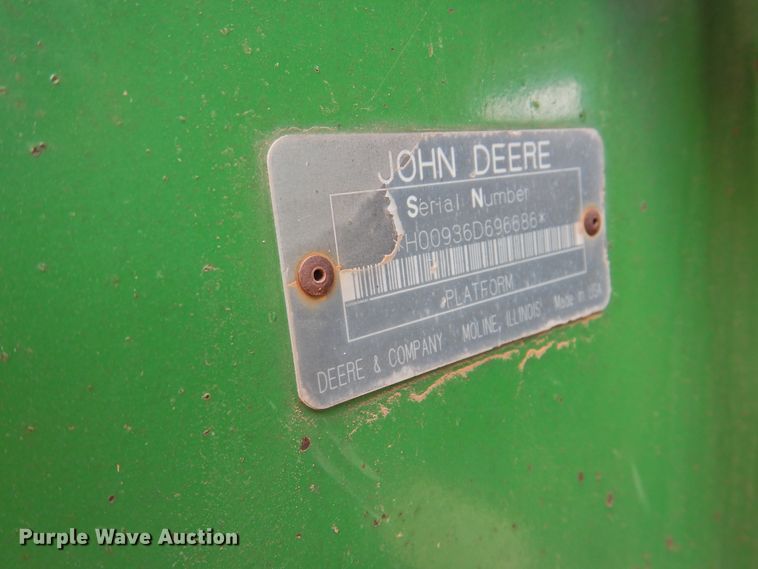 JOHN DEERE
Serial Number
H00936D696686*
PLATFORM
DEERE & COMPANY MOLINE, ILLINOIS Made in USA
Purple Wave Auction